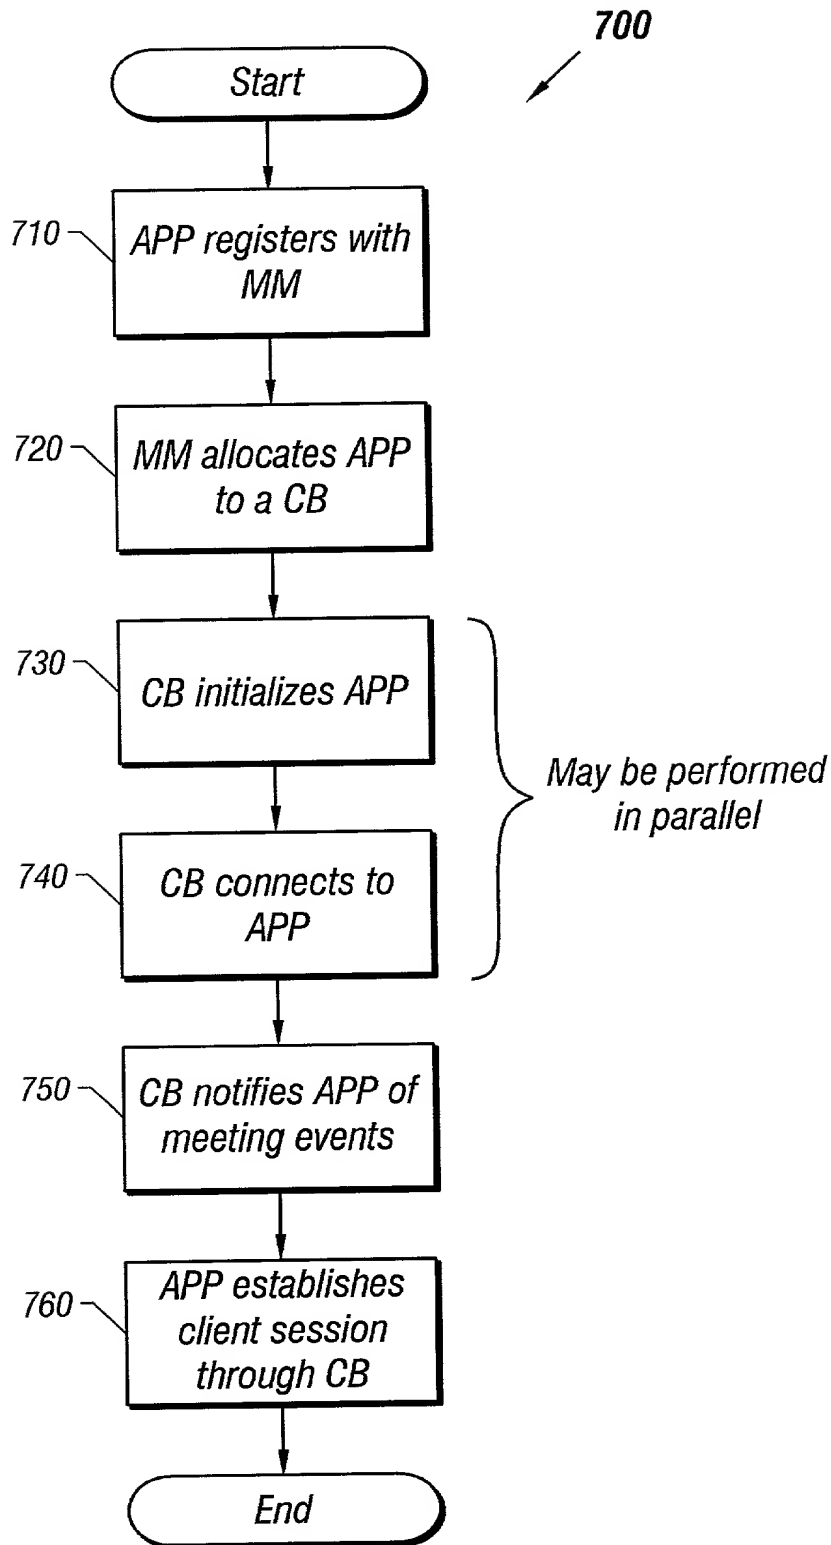 700
Start
710
APP registers with
MM
720
MM allocates APP
to a CB
730
CB initializes APP
May be performed
in parallel
740
CB connects to
APP
750
CB notifies APP of
meeting events
760
APP establishes
client session
through CB
End